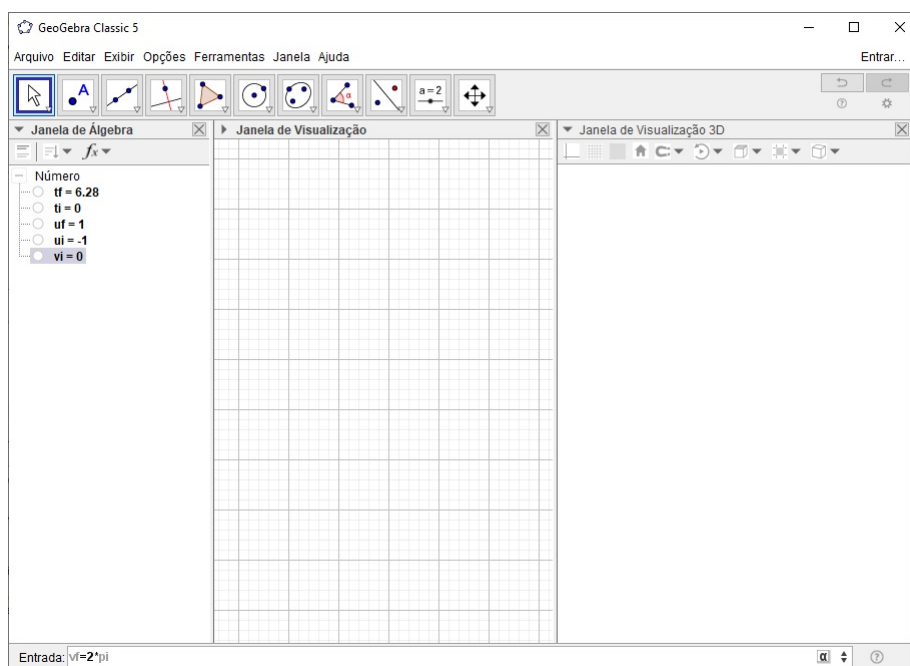 GeoGebra Classic 5
Arquivo Editar Exibir Opções Ferramentas Janela Ajuda Entrar...
A
α
a=2
Janela de Álgebra
Janela de Visualização
Janela de Visualização 3D
fx
Número
tf = 6.28
ti = 0
uf = 1
ui = -1
vi = 0
Entrada: vf=2*pi α